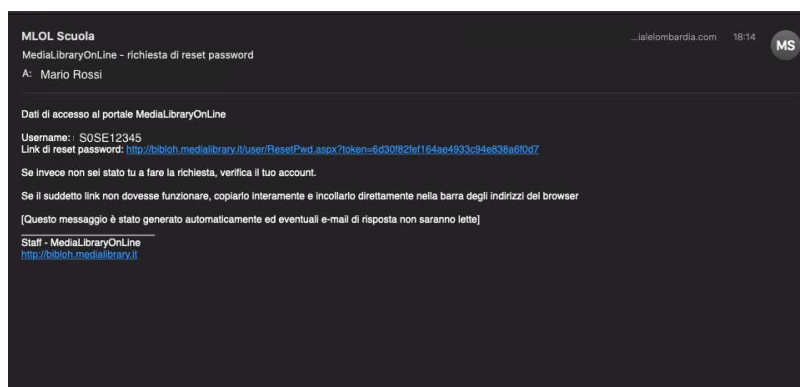 MLOL Scuola
...ialelombardia.com 18:14
MS
MediaLibraryOnLine - richiesta di reset password
A: Mario Rossi
Dati di accesso al portale MediaLibraryOnLine
Username: S0SE12345
Link di reset password: http://bibloh.medialibrary.it/user/ResetPwd.aspx?token=6d30f82fef164ae4933c94e838a6f0d7
Se invece non sei stato tu a fare la richiesta, verifica il tuo account.
Se il suddetto link non dovesse funzionare, copiarlo interamente e incollarlo direttamente nella barra degli indirizzi del browser
[Questo messaggio è stato generato automaticamente ed eventuali e-mail di risposta non saranno lette]
Staff - MediaLibraryOnLine
http://bibloh.medialibrary.it